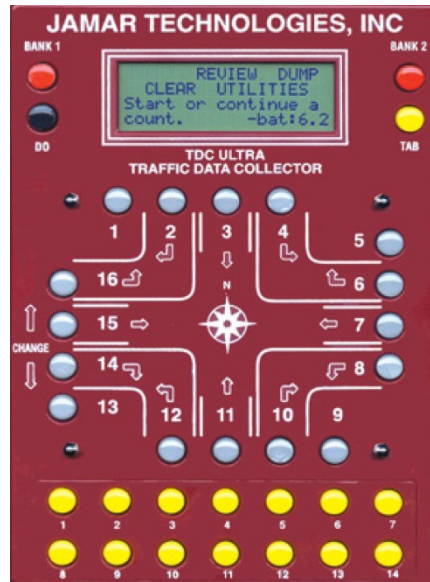 JAMAR TECHNOLOGIES, INC
BANK 1
BANK 2
REVIEW DUMP
CLEAR UTILITIES
Start or continue a
count. -bat:6.2
DO
TAB
TDC ULTRA
TRAFFIC DATA COLLECTOR
1 2 3 4
5
16 6
N
15 7
CHANGE
14 8
13 12 11 10 9
1 2 3 4 5 6 7
8 9 10 11 12 13 14